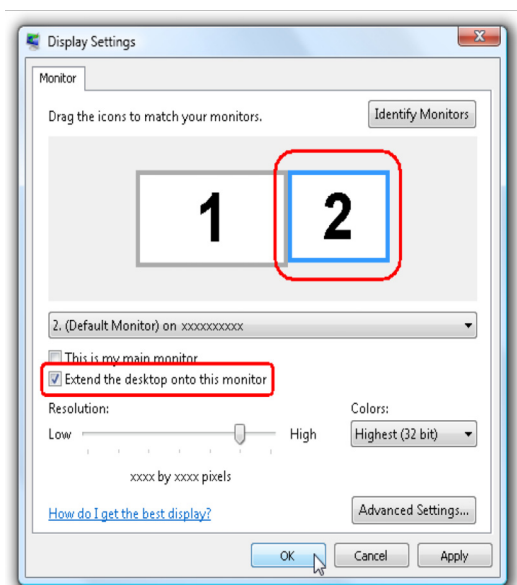 Display Settings
Monitor
Drag the icons to match your monitors.
Identify Monitors
1
2
2. (Default Monitor) on xxxxxxxxxx
This is my main monitor
Extend the desktop onto this monitor
Resolution:
Colors:
Low
High
Highest (32 bit)
xxxx by xxxx pixels
How do I get the best display?
Advanced Settings...
OK
Cancel
Apply